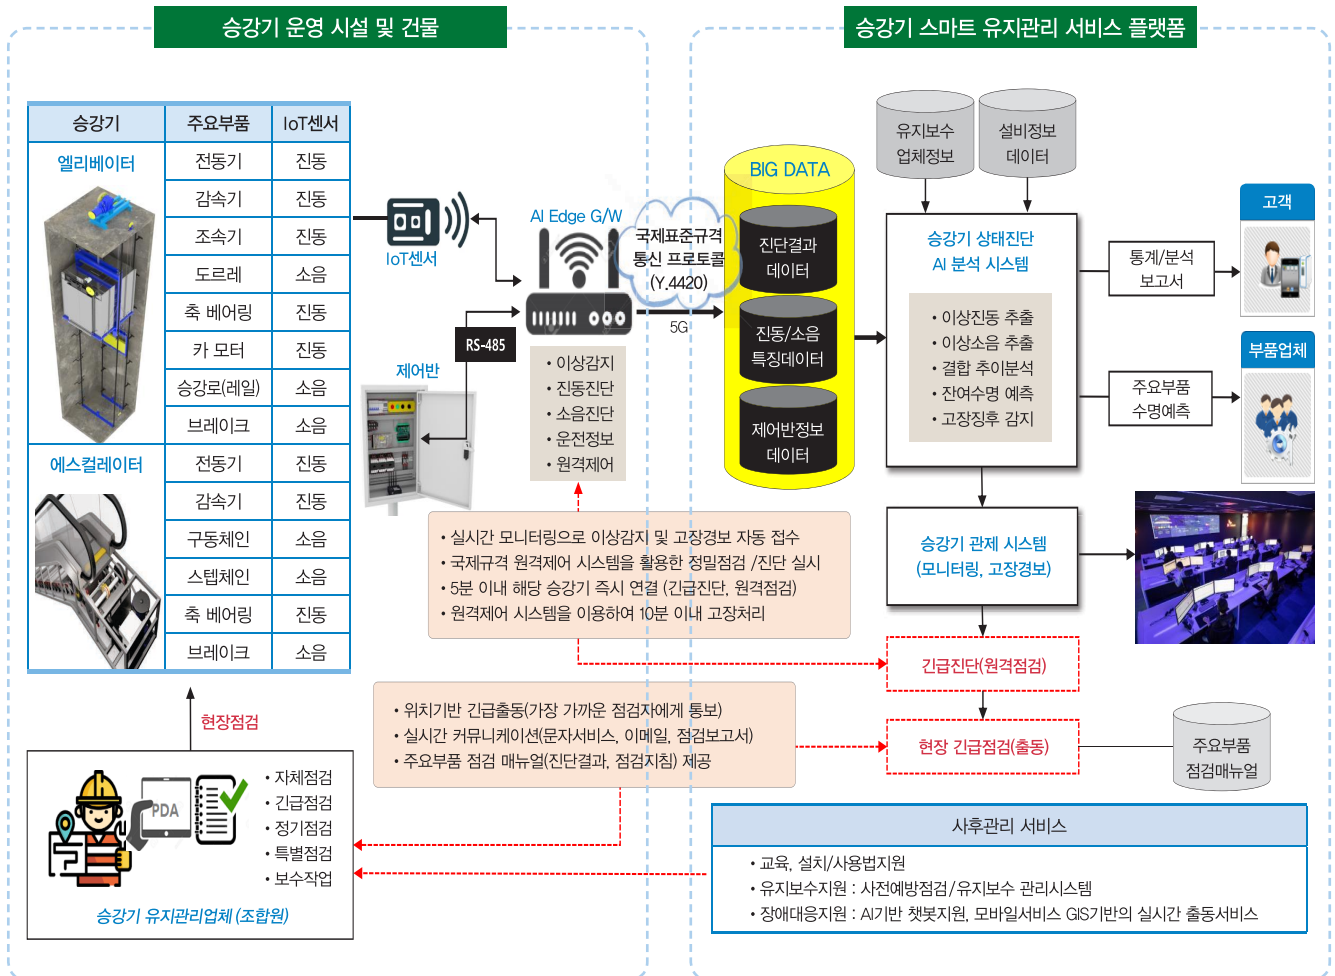 승강기 운영 시설 및 건물
승강기 스마트 유지관리 서비스 플랫폼
승강기 주요부품 IoT센서
엘리베이터
전동기 진동
감속기 진동
조속기 진동
도르레 소음
축 베어링 진동
카 모터 진동
승강로(레일) 소음
브레이크 소음
에스컬레이터
전동기 진동
감속기 진동
구동체인 소음
스텝체인 소음
축 베어링 진동
브레이크 소음
IoT센서
AI Edge G/W
RS-485
제어반
• 이상감지
• 진동진단
• 소음진단
• 운전정보
• 원격제어
국제표준규격
통신 프로토콜
(Y.4420)
5G
BIG DATA
진단결과
데이터
진동/소음
특징데이터
제어반정보
데이터
유지보수
업체정보
설비정보
데이터
승강기 상태진단
AI 분석 시스템
• 이상진동 추출
• 이상소음 추출
• 결합 추이분석
• 잔여수명 예측
• 고장징후 감지
통계/분석
보고서
고객
주요부품
수명예측
부품업체
승강기 관제 시스템
(모니터링, 고장경보)
• 실시간 모니터링으로 이상감지 및 고장경보 자동 접수
• 국제규격 원격제어 시스템을 활용한 정밀점검 /진단 실시
• 5분 이내 해당 승강기 즉시 연결 (긴급진단, 원격점검)
• 원격제어 시스템을 이용하여 10분 이내 고장처리
긴급진단(원격점검)
• 위치기반 긴급출동(가장 가까운 점검자에게 통보)
• 실시간 커뮤니케이션(문자서비스, 이메일, 점검보고서)
• 주요부품 점검 매뉴얼(진단결과, 점검지침) 제공
현장 긴급점검(출동)
주요부품
점검매뉴얼
현장점검
PDA
• 자체점검
• 긴급점검
• 정기점검
• 특별점검
• 보수작업
승강기 유지관리업체 (조합원)
사후관리 서비스
• 교육, 설치/사용법지원
• 유지보수지원 : 사전예방점검/유지보수 관리시스템
• 장애대응지원 : AI기반 챗봇지원, 모바일서비스 GIS기반의 실시간 출동서비스